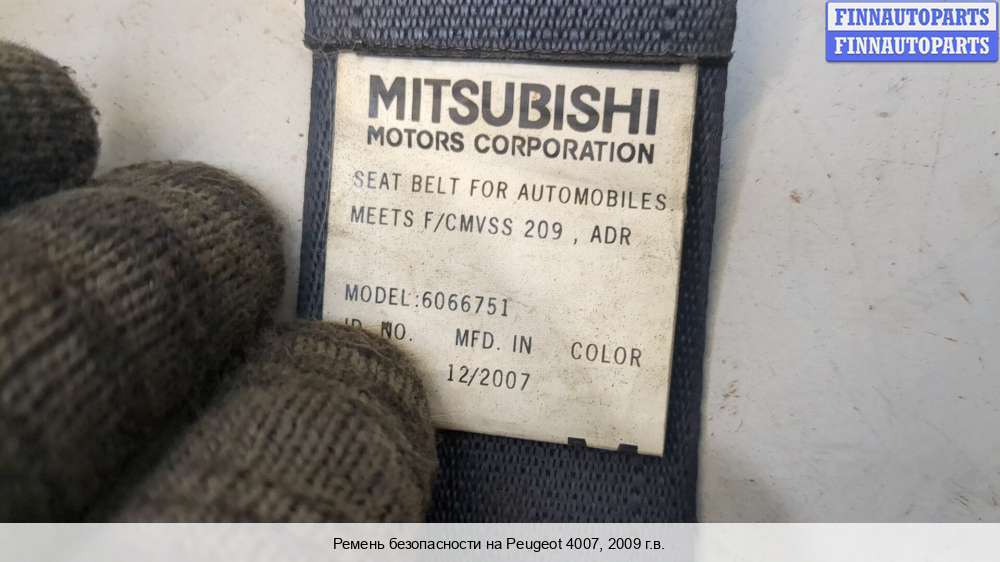 FINNAUTOPARTS
FINNAUTOPARTS
MITSUBISHI
MOTORS CORPORATION
SEAT BELT FOR AUTOMOBILES.
MEETS F/CMVSS 209 , ADR
MODEL:6066751
ID NO. MFD. IN COLOR
12/2007
Ремень безопасности на Peugeot 4007, 2009 г.в.